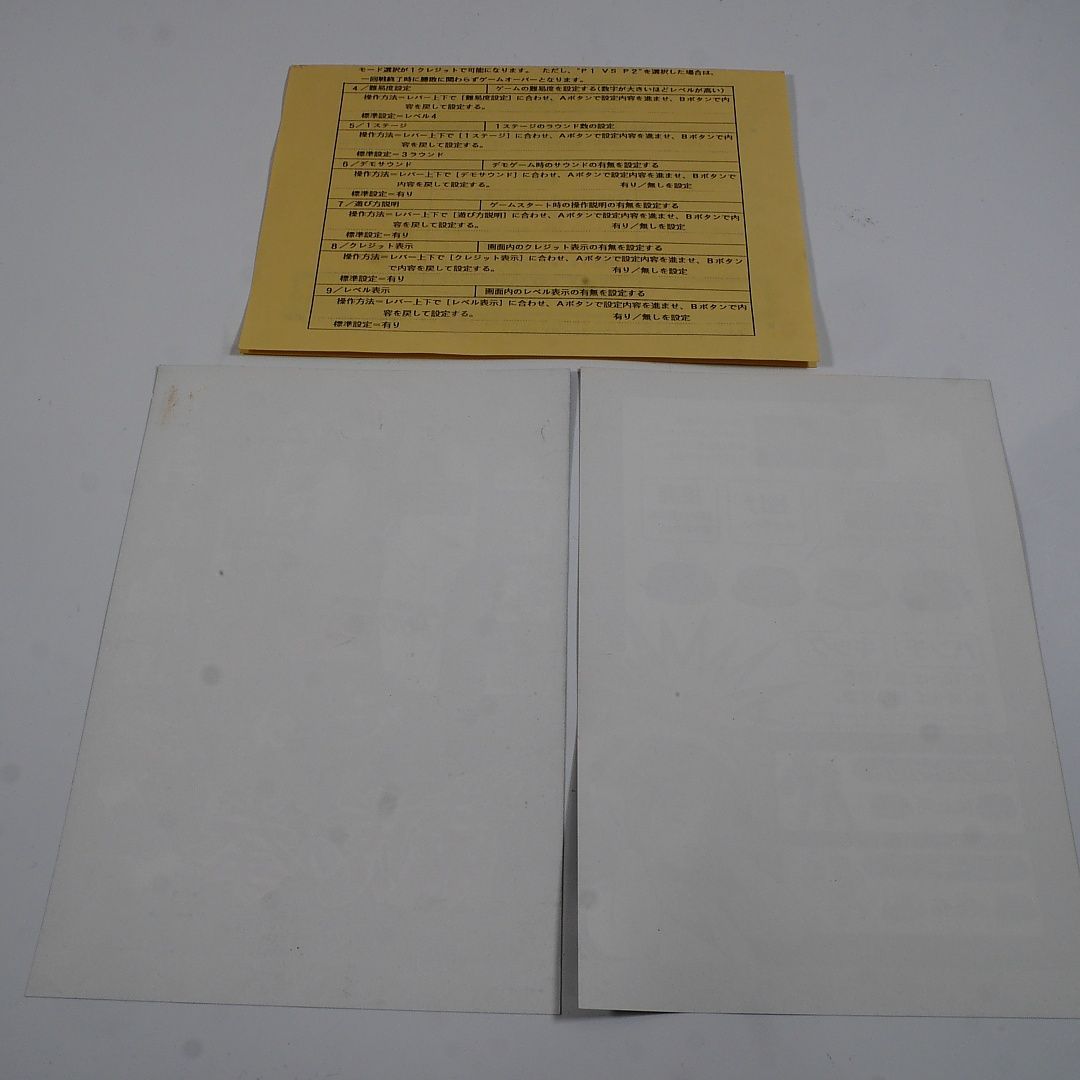 モード選択が1クレジットで可能になります。 ただし、"P1 VS P2"を選択した場合は、
一回戦終了時に勝敗に関わらずゲームオーバーとなります。
4／難易度設定 ゲームの難易度を設定する(数字が大きいほどレベルが高い)
操作方法＝レバー上下で［難易度設定］に合わせ、Aボタンで設定内容を進ませ、Bボタンで内
容を戻して設定する。
標準設定＝レベル4
5／1ステージ 1ステージのラウンド数の設定
操作方法＝レバー上下で［1ステージ］に合わせ、Aボタンで設定内容を進ませ、Bボタンで内
容を戻して設定する。
標準設定＝3ラウンド
6／デモサウンド デモゲーム時のサウンドの有無を設定する
操作方法＝レバー上下で［デモサウンド］に合わせ、Aボタンで設定内容を進ませ、Bボタンで
内容を戻して設定する。 有り／無しを設定
標準設定＝有り
7／遊び方説明 ゲームスタート時の操作説明の有無を設定する
操作方法＝レバー上下で［遊び方説明］に合わせ、Aボタンで設定内容を進ませ、Bボタンで内
容を戻して設定する。 有り／無しを設定
標準設定＝有り
8／クレジット表示 画面内のクレジット表示の有無を設定する
操作方法＝レバー上下で［クレジット表示］に合わせ、Aボタンで設定内容を進ませ、Bボタン
で内容を戻して設定する。 有り／無しを設定
標準設定＝有り
9／レベル表示 画面内のレベル表示の有無を設定する
操作方法＝レバー上下で［レベル表示］に合わせ、Aボタンで設定内容を進ませ、Bボタンで内
容を戻して設定する。 有り／無しを設定
標準設定＝有り